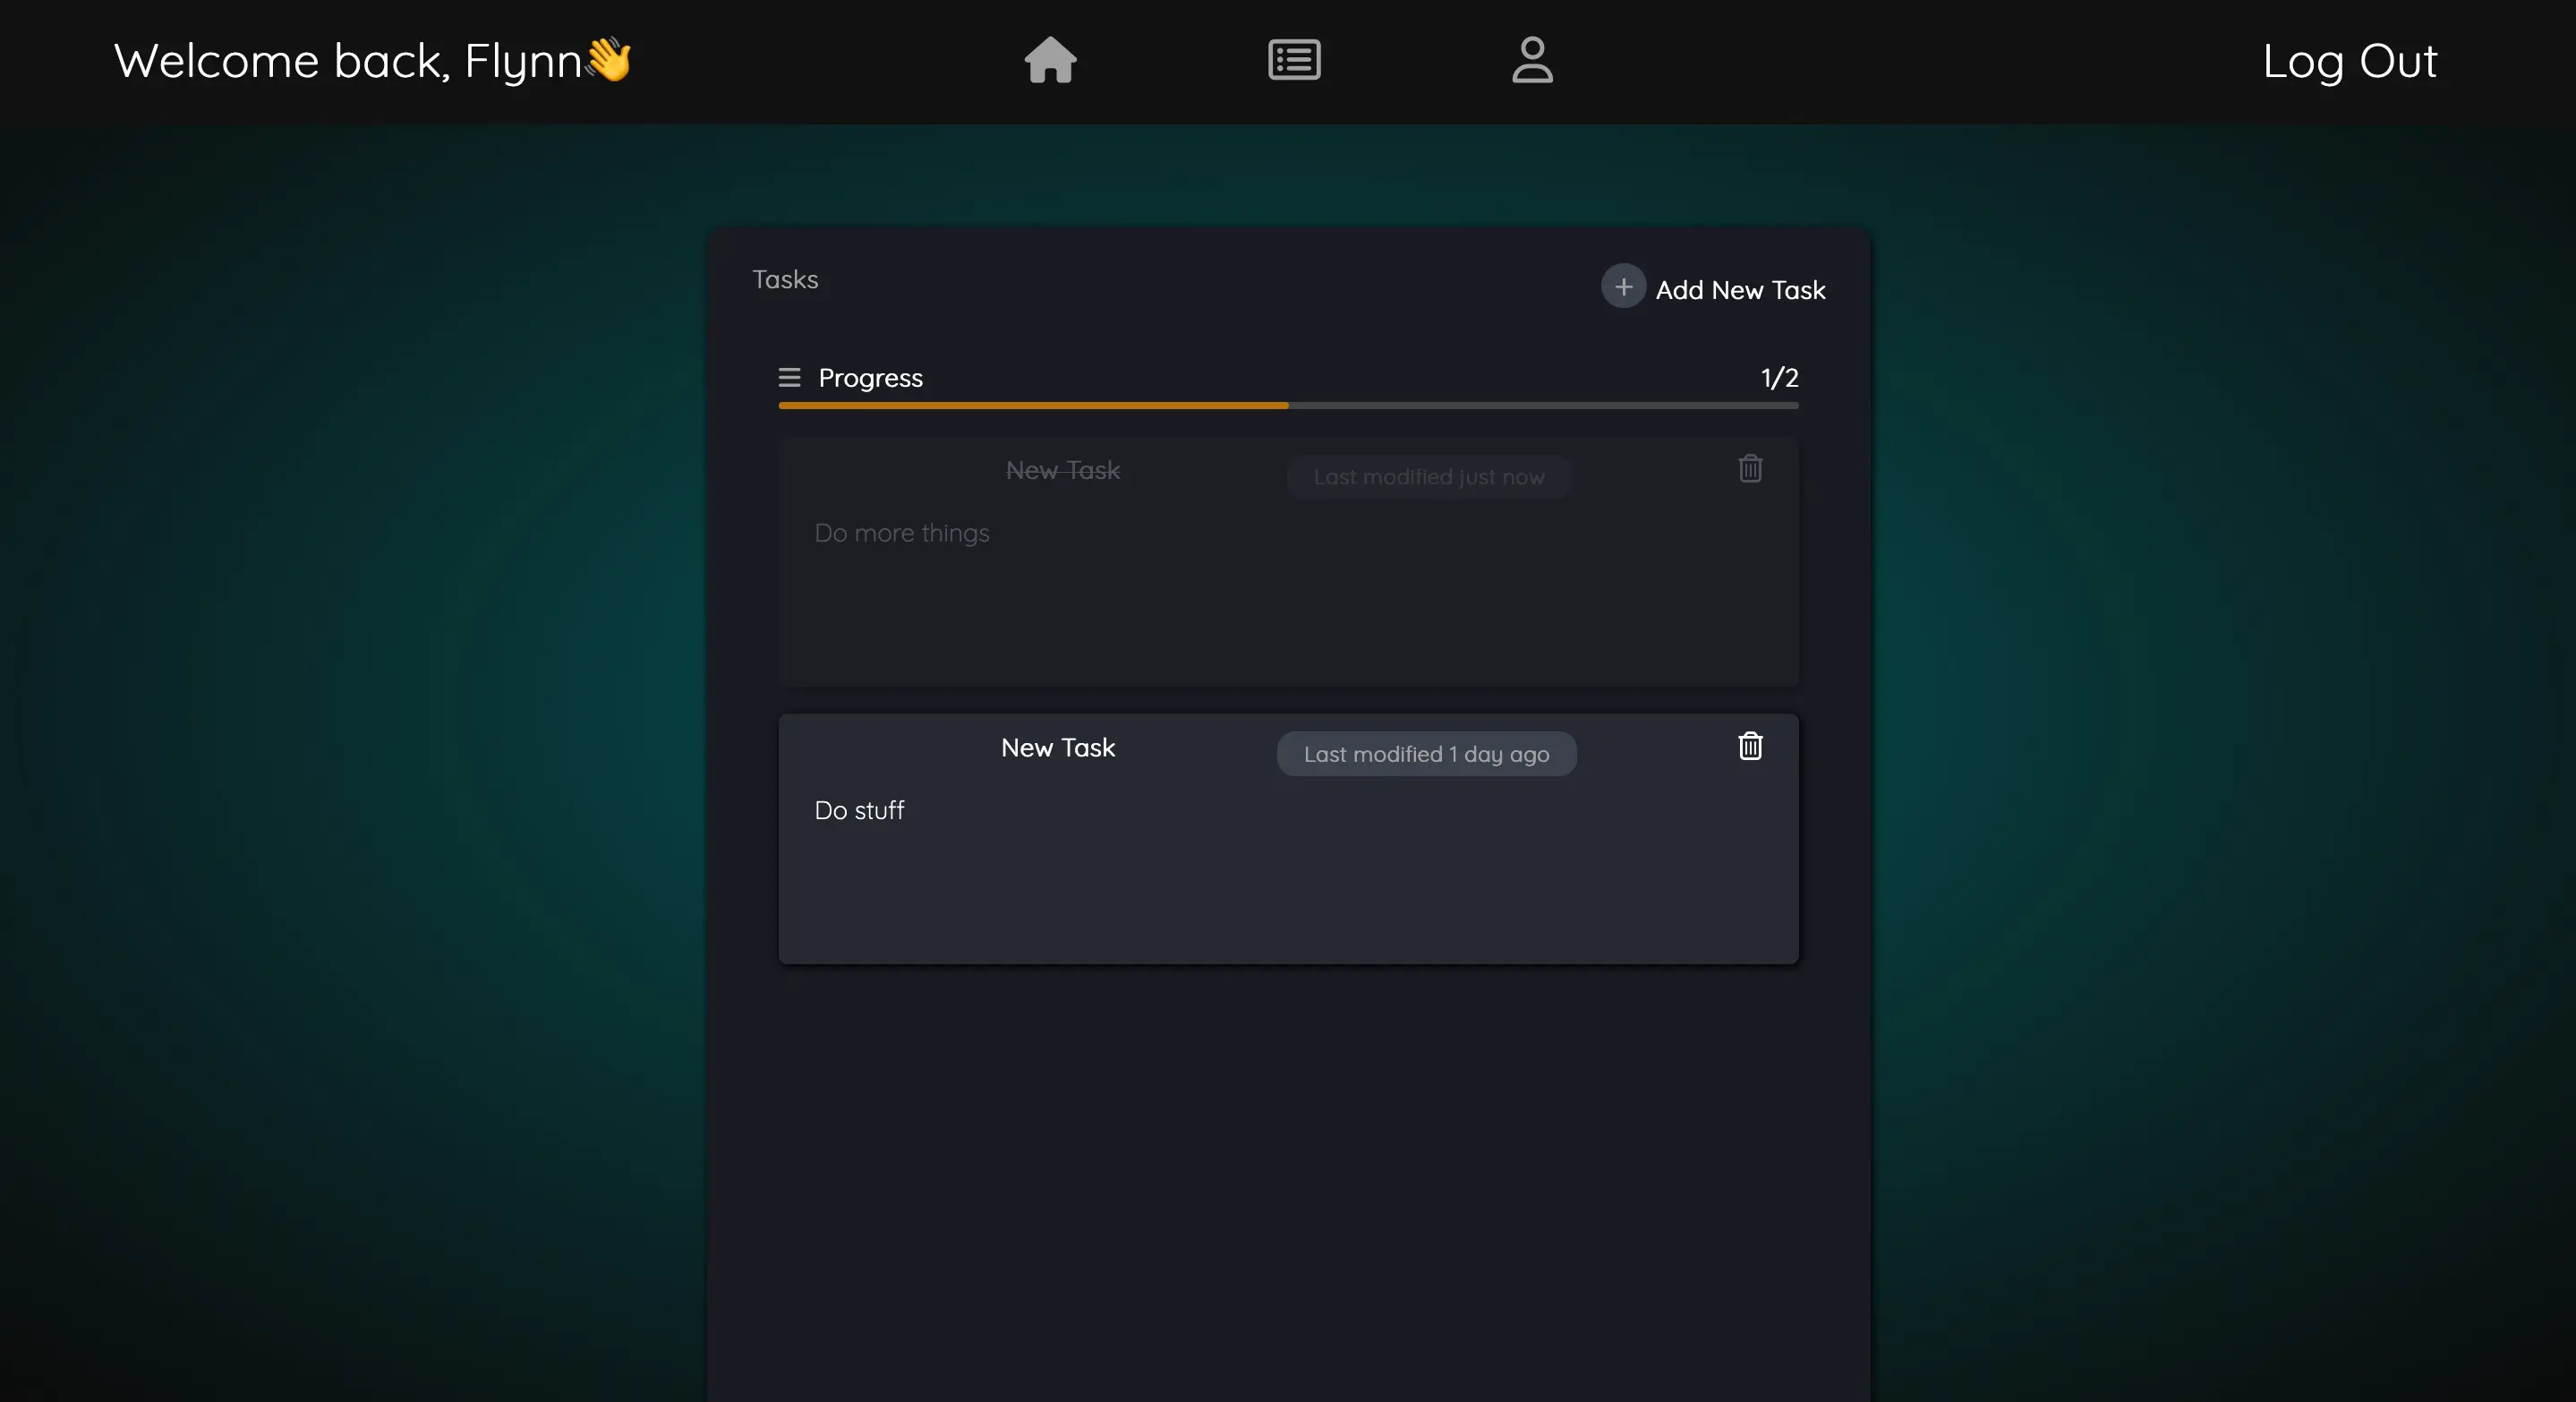 Welcome back, Flynn👋
Log Out
Tasks
+ Add New Task
Progress
1/2
New Task
Last modified just now
Do more things
New Task
Last modified 1 day ago
Do stuff